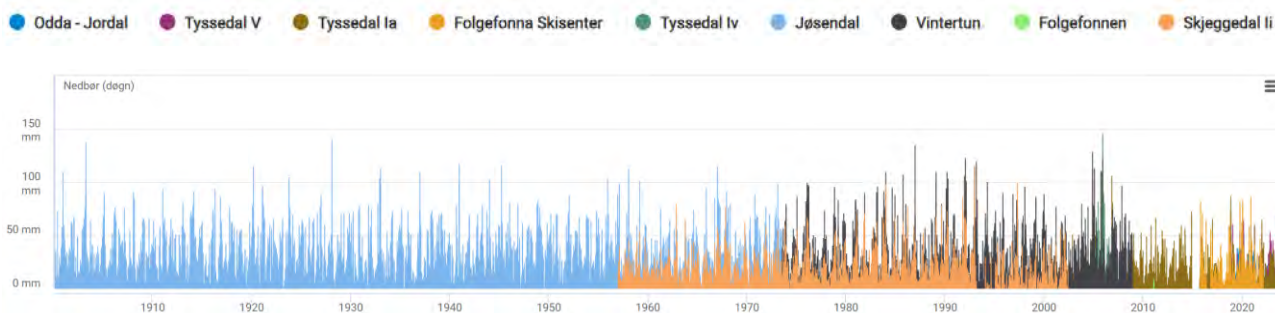 Odda - Jordal Tyssedal V Tyssedal Ia Folgefonna Skisenter Tyssedal Iv Jøsendal Vintertun Folgefonnen Skjeggedal Ii
Nedbør (døgn)
150
mm
100
mm
50 mm
0 mm
1910 1920 1930 1940 1950 1960 1970 1980 1990 2000 2010 2020